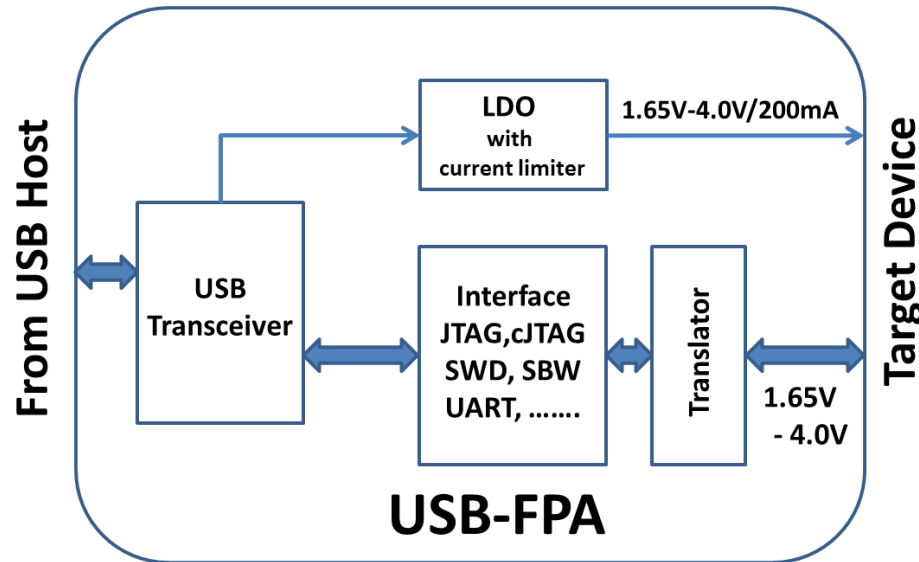 From USB Host
USB
Transceiver
LDO
with
current limiter
1.65V-4.0V/200mA
Interface
JTAG,cJTAG
SWD, SBW
UART, .......
Translator
1.65V
- 4.0V
Target Device
USB-FPA